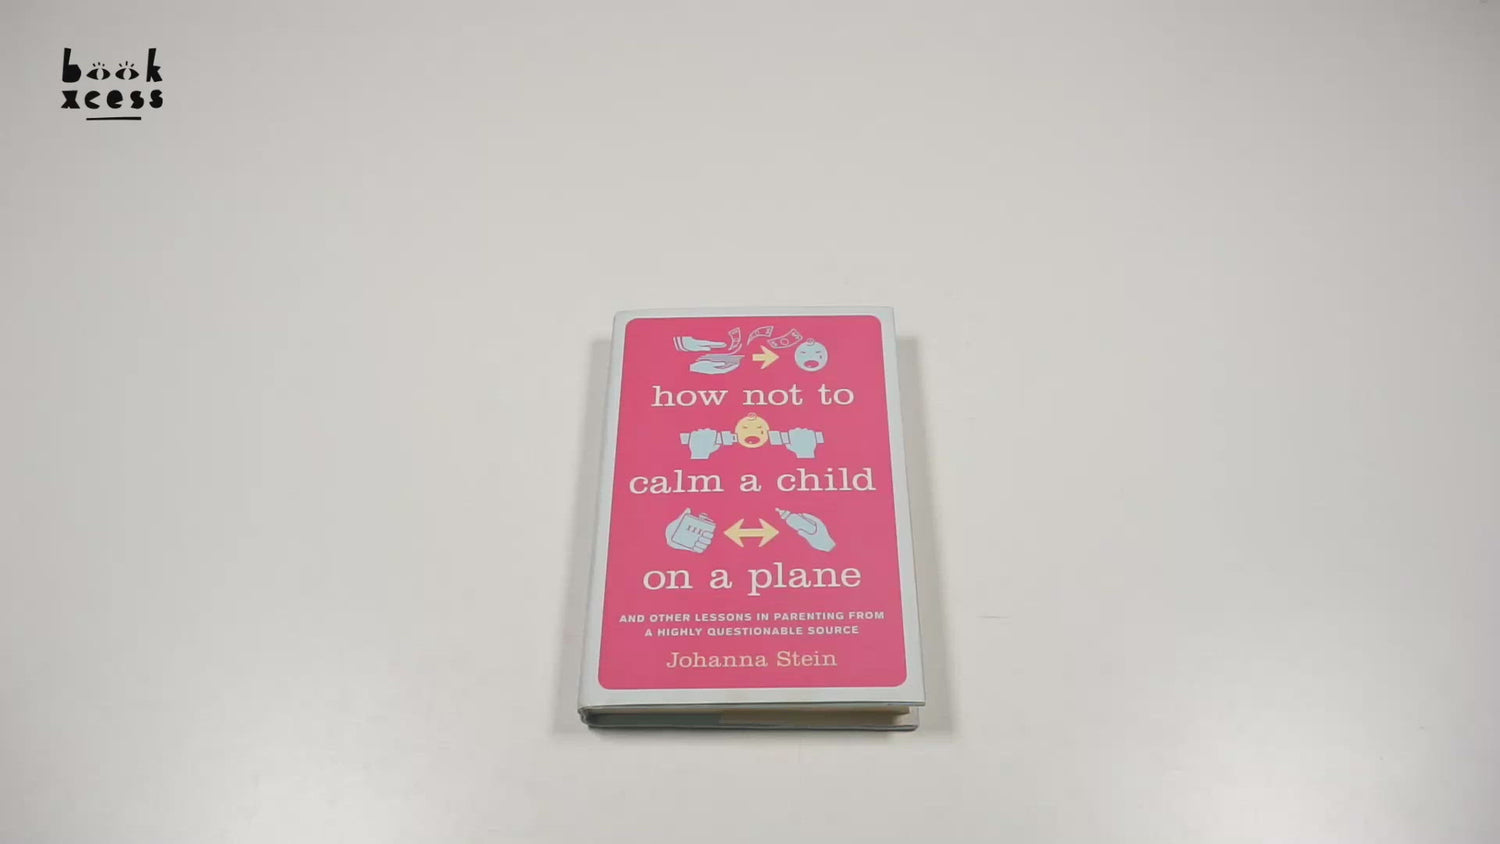 book
xcess
how not to
calm a child
on a plane
AND OTHER LESSONS IN PARENTING FROM
A HIGHLY QUESTIONABLE SOURCE
Johanna Stein